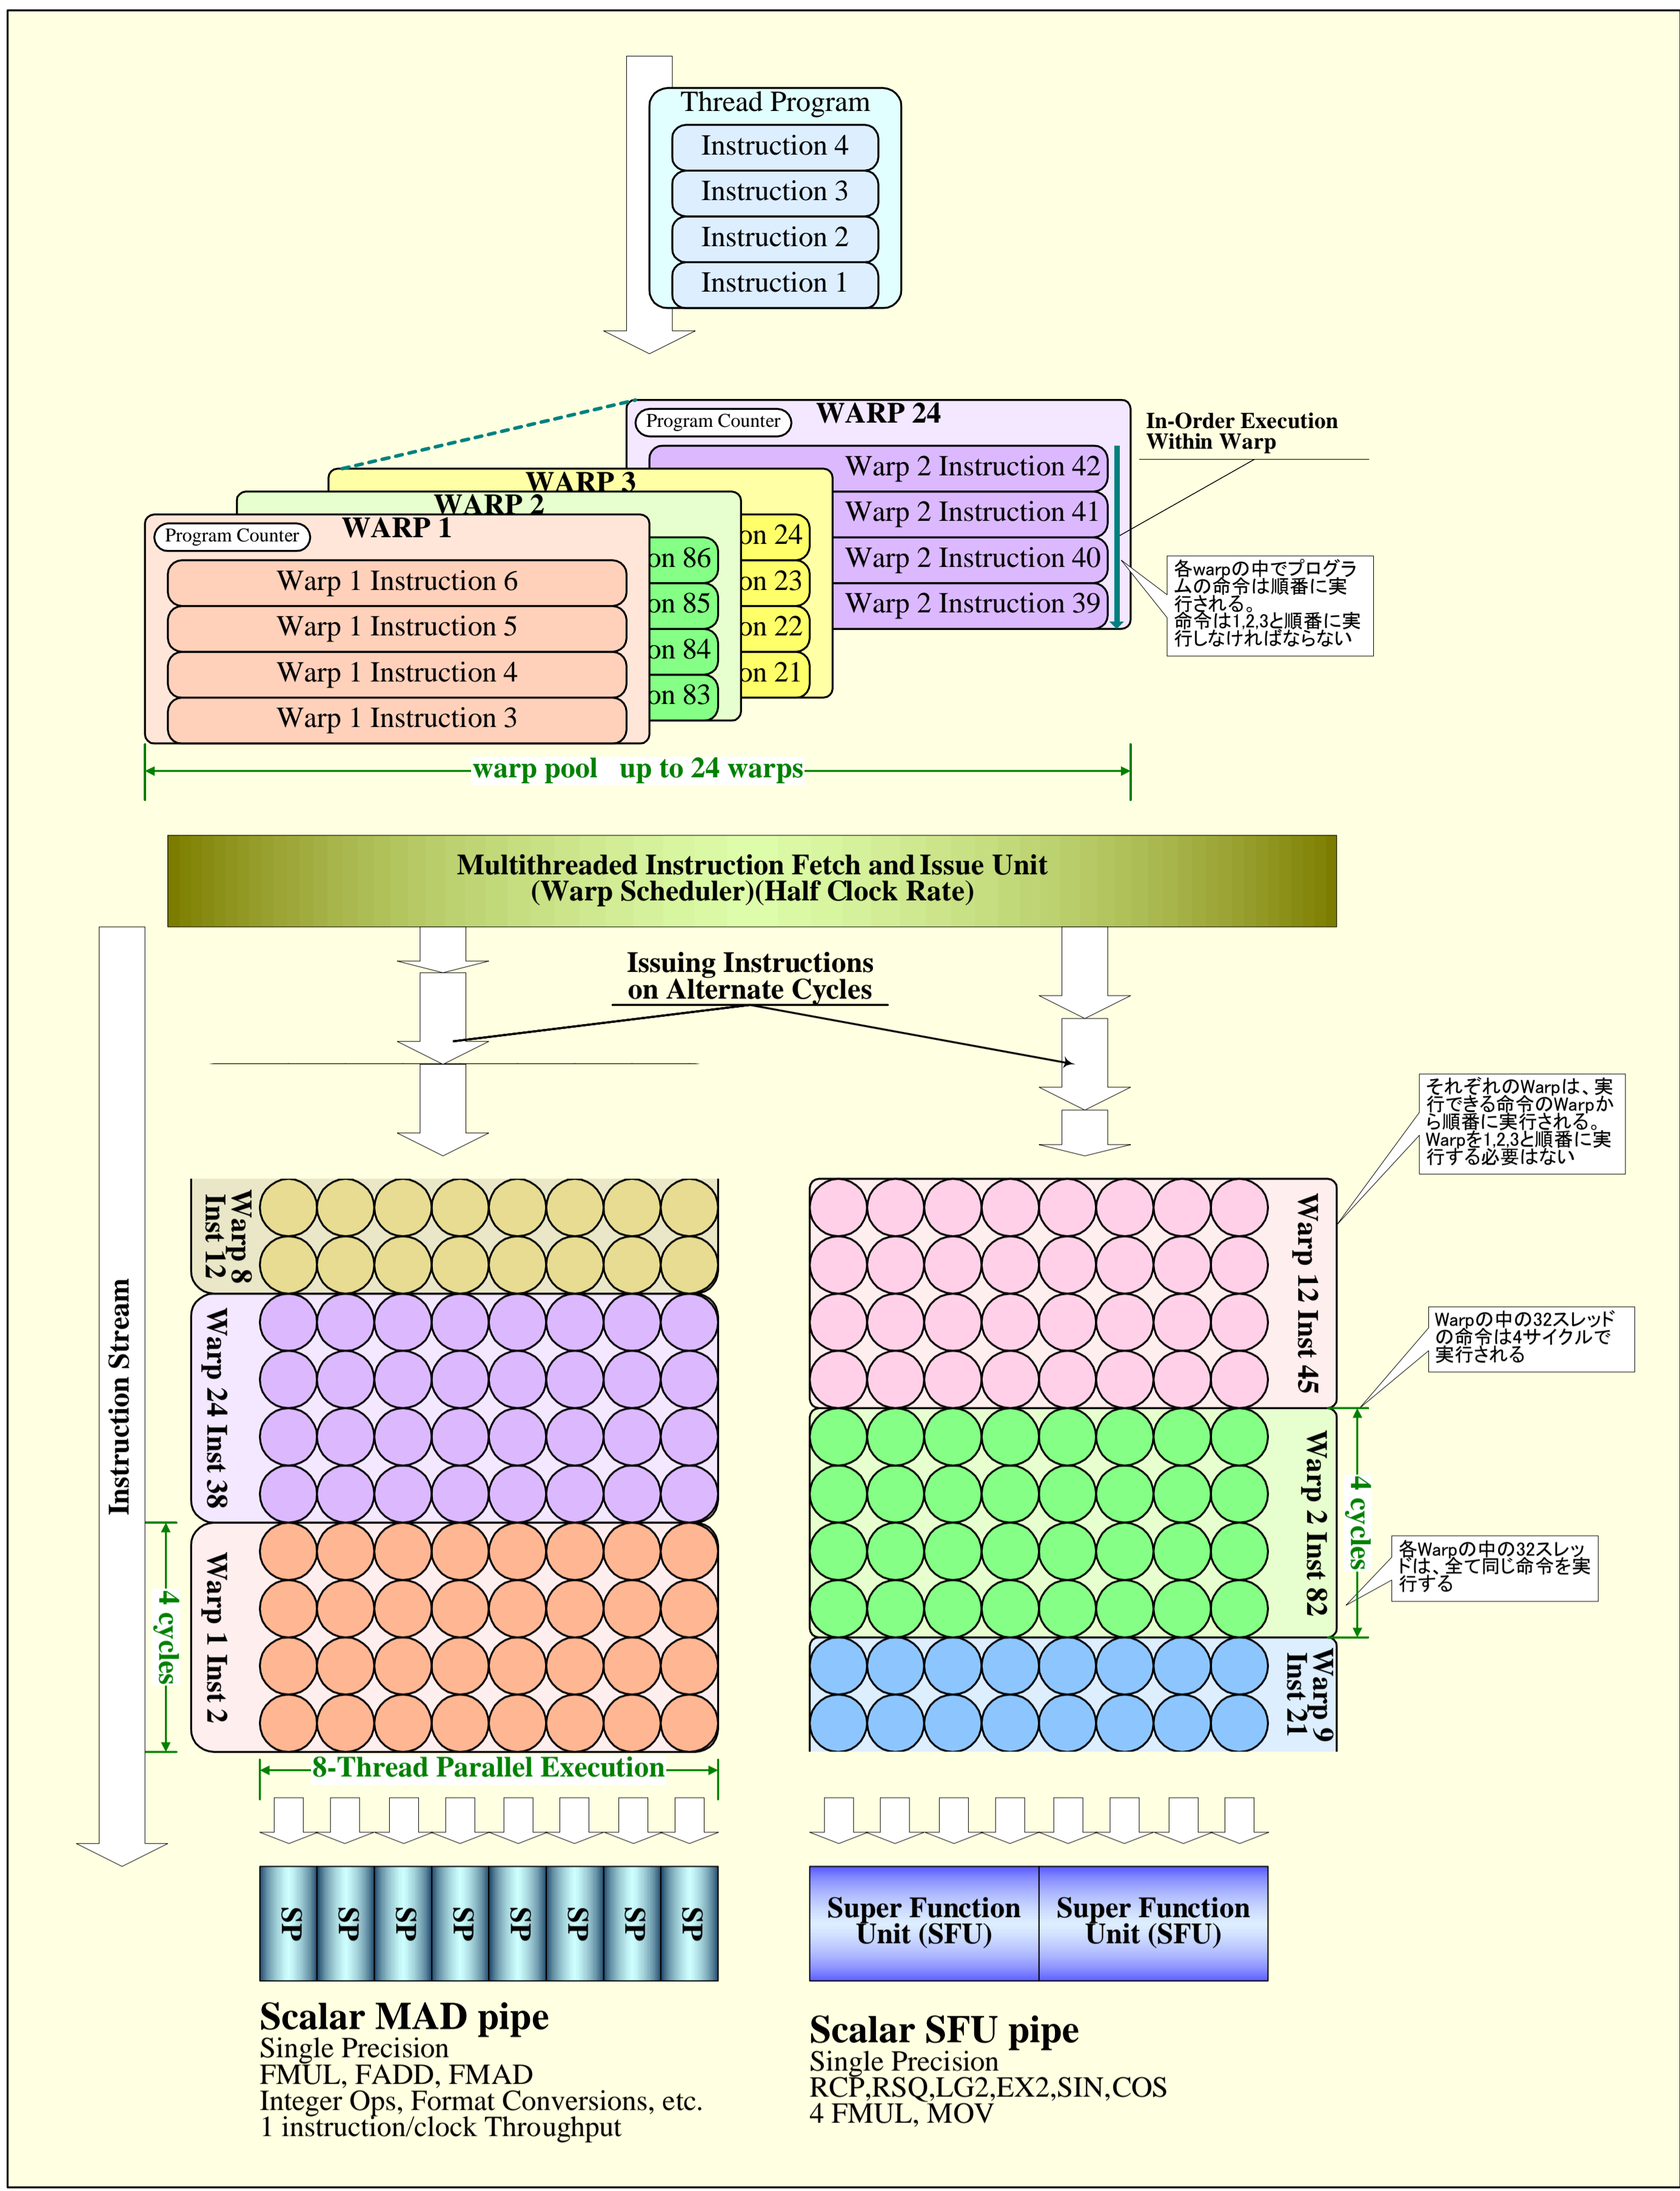 Thread Program
Instruction 4
Instruction 3
Instruction 2
Instruction 1
WARP 24
Program Counter
Warp 2 Instruction 42
Warp 2 Instruction 41
Warp 2 Instruction 40
Warp 2 Instruction 39
In-Order Execution
Within Warp
各warpの中でプログラ
ムの命令は順番に実
行される。
命令は1,2,3と順番に実
行しなければならない
WARP 3
on 24
on 23
on 22
on 21
WARP 2
on 86
on 85
on 84
on 83
WARP 1
Program Counter
Warp 1 Instruction 6
Warp 1 Instruction 5
Warp 1 Instruction 4
Warp 1 Instruction 3
warp pool up to 24 warps
Multithreaded Instruction Fetch and Issue Unit
(Warp Scheduler)(Half Clock Rate)
Issuing Instructions
on Alternate Cycles
Instruction Stream
Warp 8
Inst 12
Warp 24 Inst 38
Warp 1 Inst 2
4 cycles
8-Thread Parallel Execution
Warp 12 Inst 45
Warp 2 Inst 82
Warp 9
Inst 21
4 cycles
それぞれのWarpは、実
行できる命令のWarpか
ら順番に実行される。
Warpを1,2,3と順番に実
行する必要はない
Warpの中の32スレッド
の命令は4サイクルで
実行される
各Warpの中の32スレッ
ドは、全て同じ命令を実
行する
SP
SP
SP
SP
SP
SP
SP
SP
Super Function
Unit (SFU)
Super Function
Unit (SFU)
Scalar MAD pipe
Single Precision
FMUL, FADD, FMAD
Integer Ops, Format Conversions, etc.
1 instruction/clock Throughput
Scalar SFU pipe
Single Precision
RCP,RSQ,LG2,EX2,SIN,COS
4 FMUL, MOV